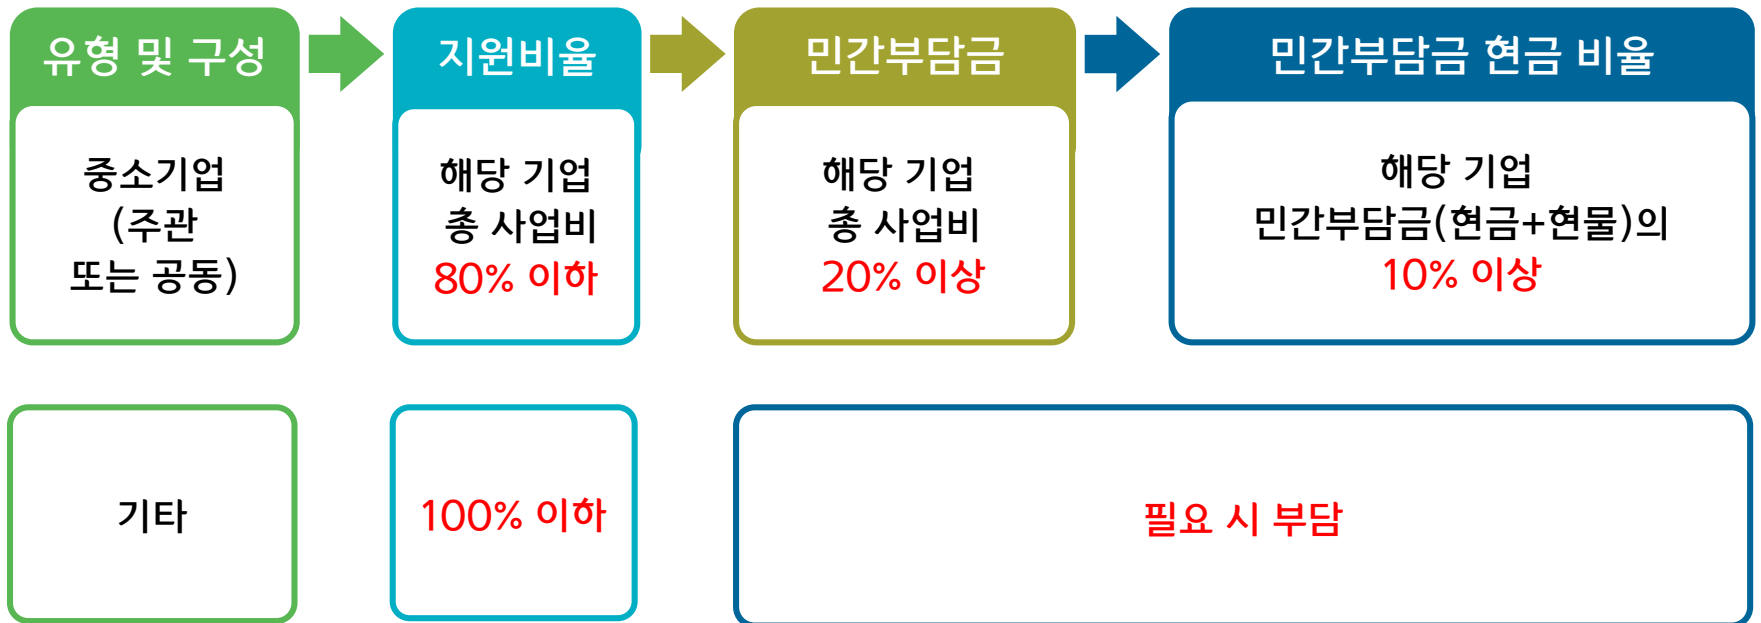 유형 및 구성
지원비율
민간부담금
민간부담금 현금 비율
중소기업
(주관
또는 공동)
해당 기업
총 사업비
80% 이하
해당 기업
총 사업비
20% 이상
해당 기업
민간부담금(현금+현물)의
10% 이상
기타
100% 이하
필요 시 부담